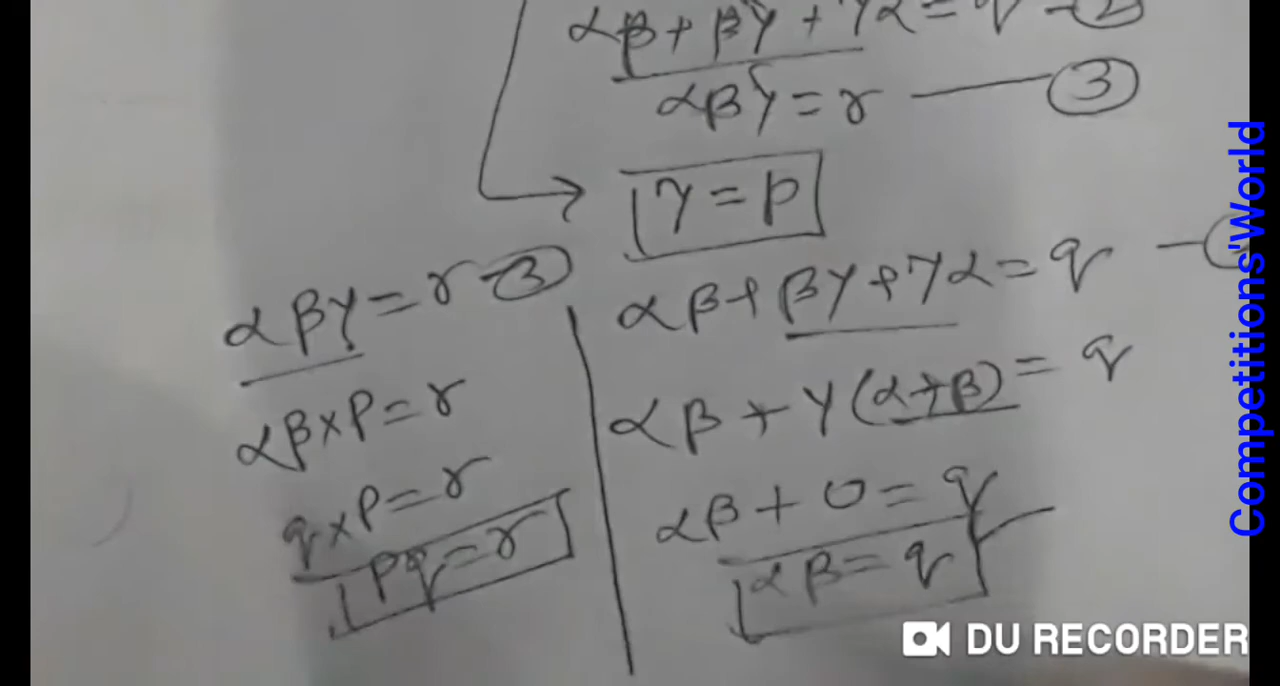 αβ + βγ + γα = q — ②
αβγ = r — ③
γ = p
αβγ = r — ③
αβ × p = r
q × p = r
pq = r
αβ + βγ + γα = q —
αβ + γ(α+β) = q
αβ + 0 = q
αβ = q
Competitions'World
DU RECORDER